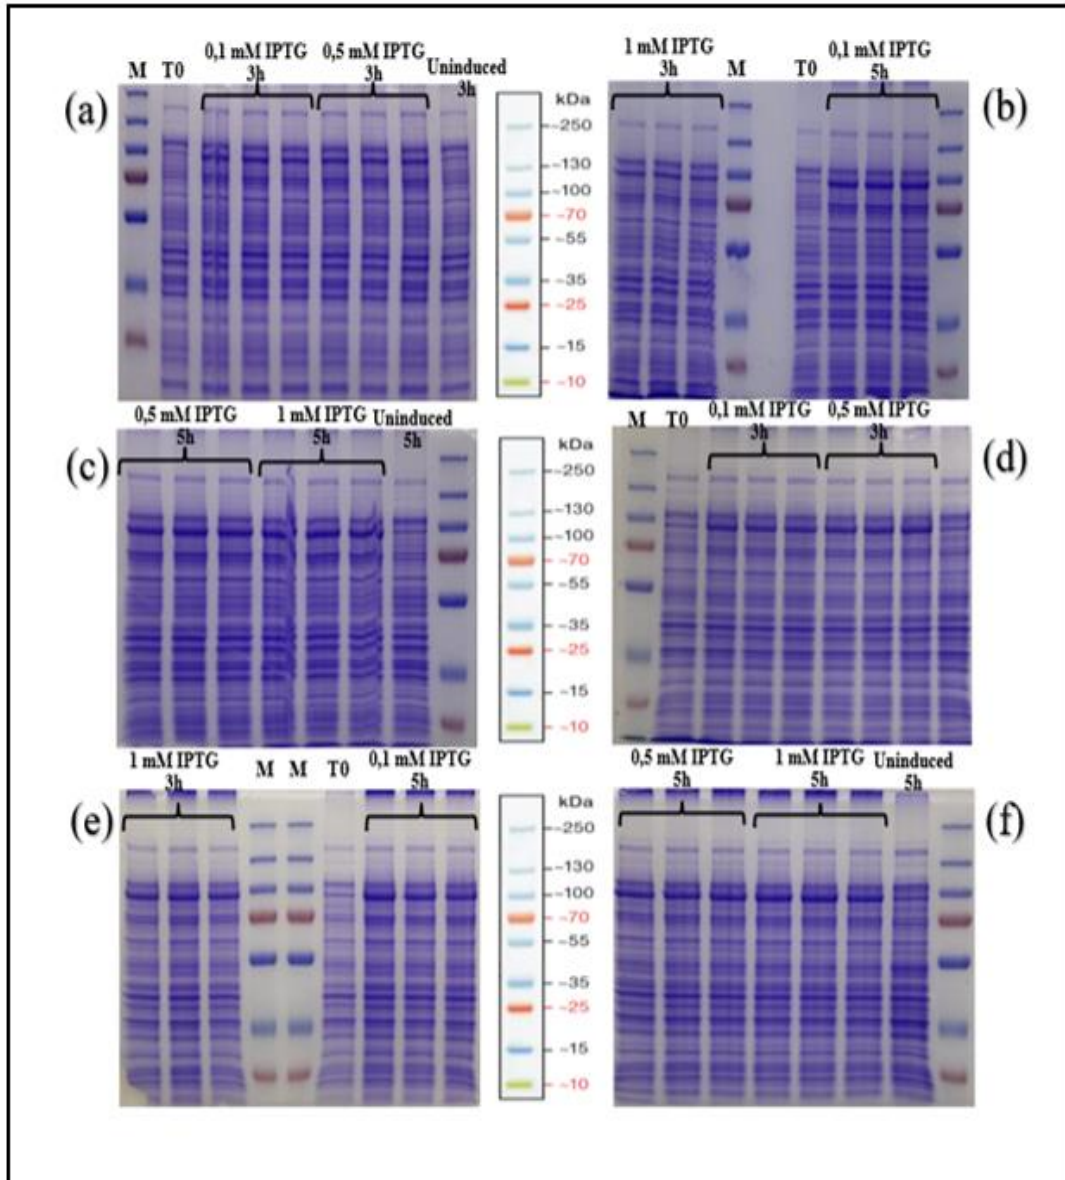 0,1 mM IPTG 0,5 mM IPTG Uninduced
M T0 3h 3h 3h
(a)
kDa
~250
~130
~100
~70
~55
~35
~25
~15
~10
1 mM IPTG 0,1 mM IPTG
3h M T0 5h
(b)
0,5 mM IPTG 1 mM IPTG Uninduced
5h 5h 5h
(c)
kDa
~250
~130
~100
~70
~55
~35
~25
~15
~10
M T0 0,1 mM IPTG 0,5 mM IPTG
3h 3h
(d)
1 mM IPTG M M T0 0,1 mM IPTG
3h 5h
(e)
kDa
~250
~130
~100
~70
~55
~35
~25
~15
~10
0,5 mM IPTG 1 mM IPTG Uninduced
5h 5h 5h
(f)